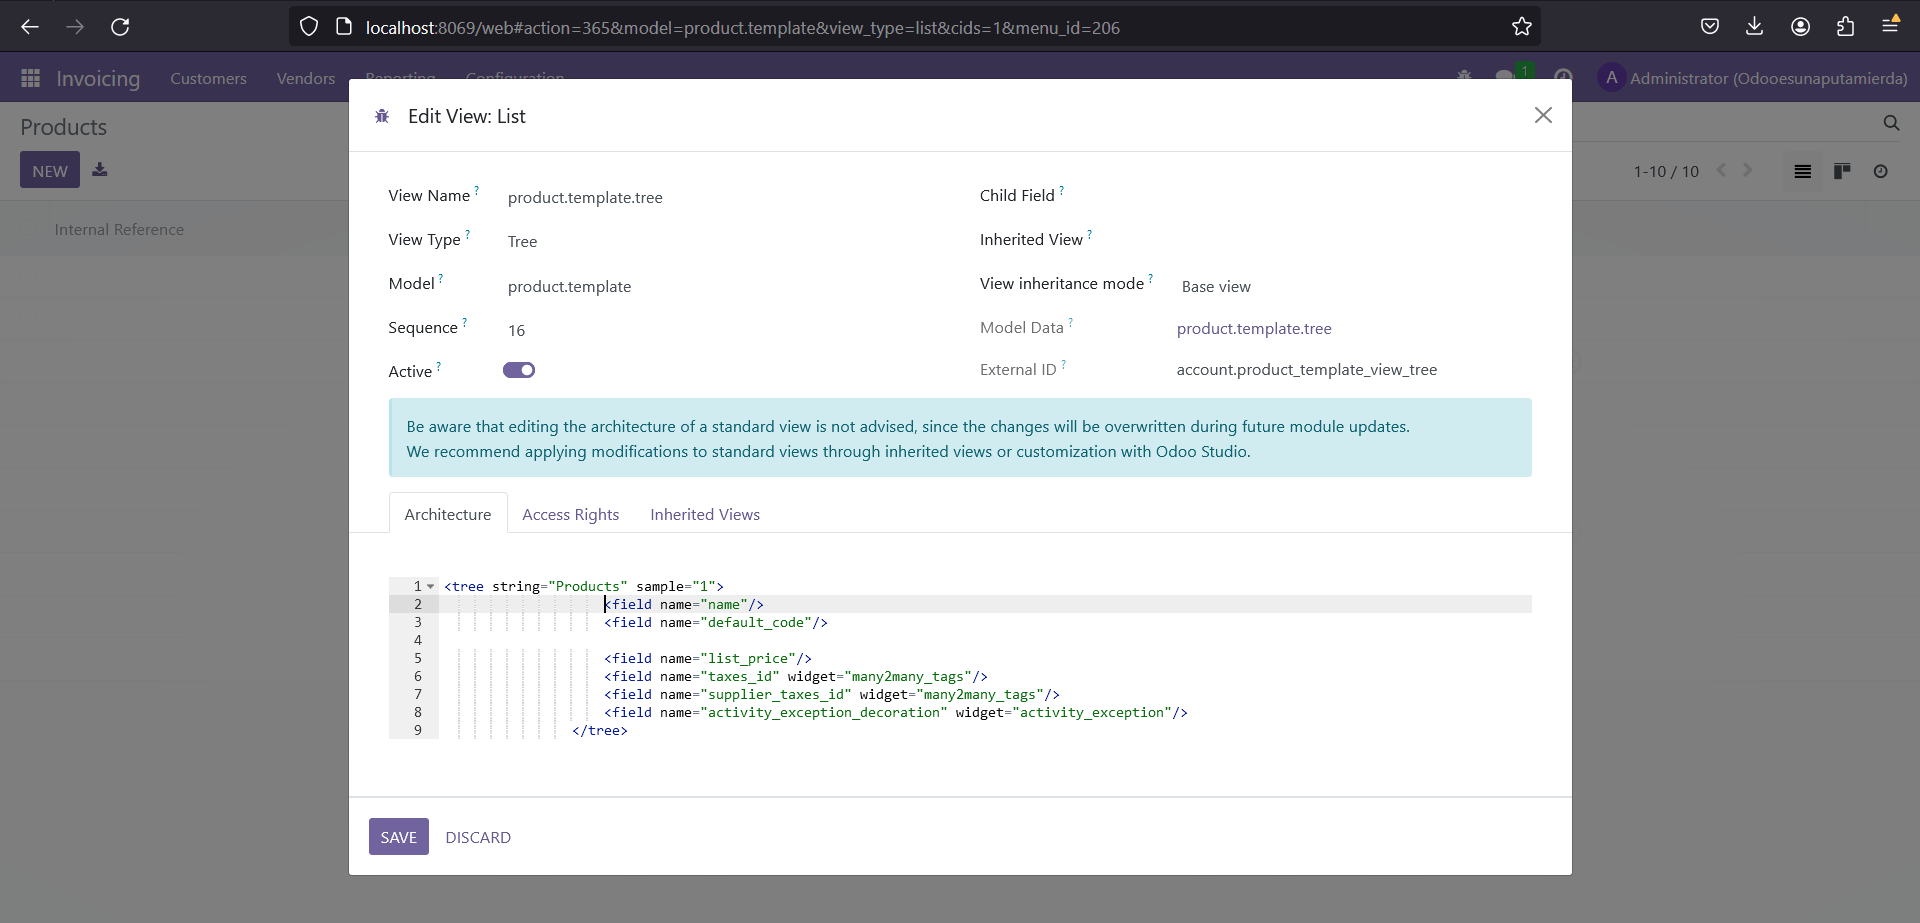 localhost:8069/web#action=365&model=product.template&view_type=list&cids=1&menu_id=206
Invoicing Customers Vendors Reporting Configuration 1 A Administrator (Odooesunaputamierda)
Products
NEW
1-10 / 10
Internal Reference
Edit View: List
View Name ? product.template.tree
Child Field ?
View Type ? Tree
Inherited View ?
Model ? product.template
View inheritance mode ? Base view
Sequence ? 16
Model Data ? product.template.tree
Active ?
External ID ? account.product_template_view_tree
Be aware that editing the architecture of a standard view is not advised, since the changes will be overwritten during future module updates.
We recommend applying modifications to standard views through inherited views or customization with Odoo Studio.
Architecture Access Rights Inherited Views
1 <tree string="Products" sample="1">
2 <field name="name"/>
3 <field name="default_code"/>
4
5 <field name="list_price"/>
6 <field name="taxes_id" widget="many2many_tags"/>
7 <field name="supplier_taxes_id" widget="many2many_tags"/>
8 <field name="activity_exception_decoration" widget="activity_exception"/>
9 </tree>
SAVE DISCARD